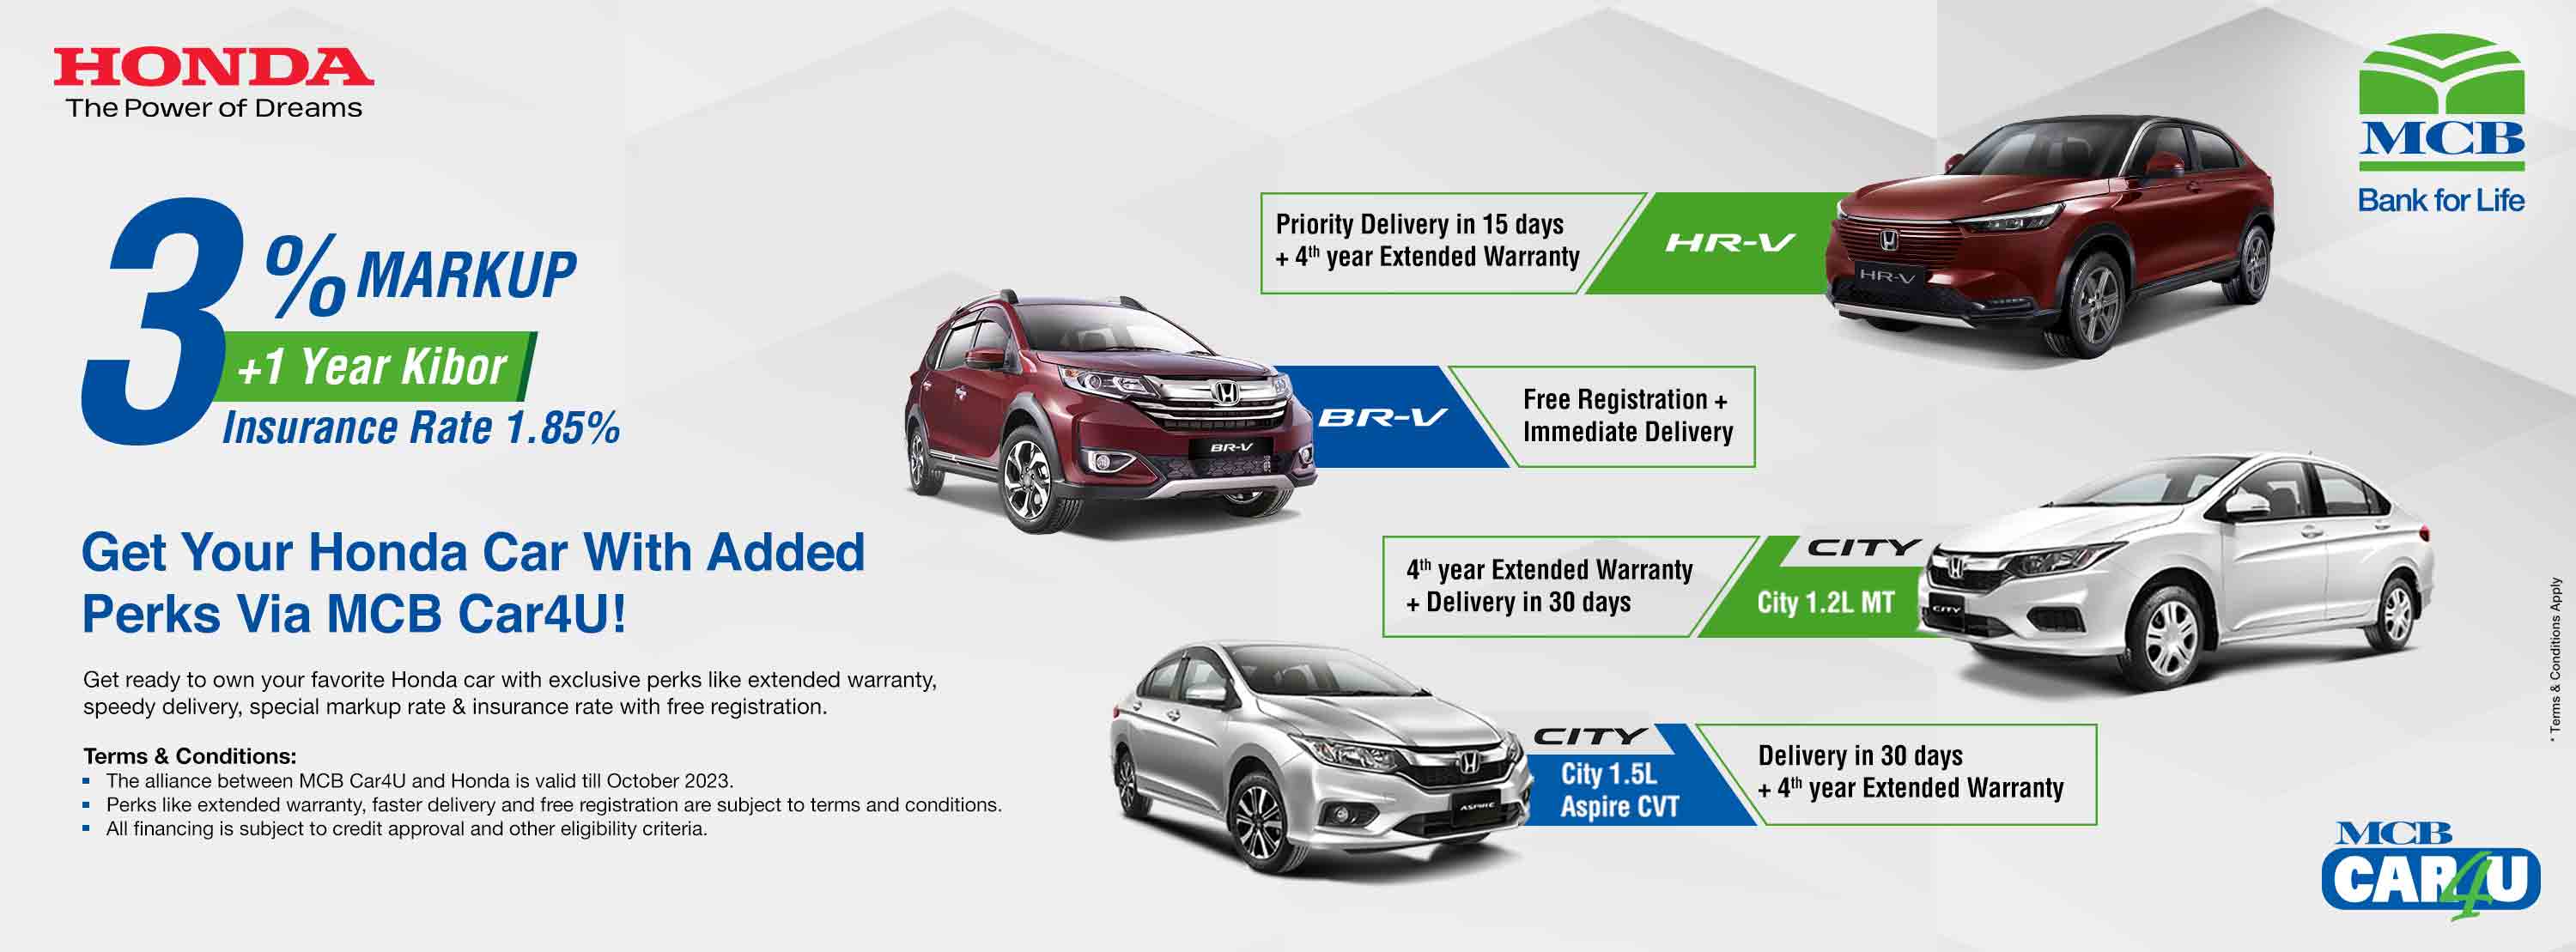 HONDA
The Power of Dreams
MCB
Bank for Life
3% MARKUP
+1 Year Kibor
Insurance Rate 1.85%
Get Your Honda Car With Added
Perks Via MCB Car4U!
Get ready to own your favorite Honda car with exclusive perks like extended warranty,
speedy delivery, special markup rate & insurance rate with free registration.
Terms & Conditions:
▪ The alliance between MCB Car4U and Honda is valid till October 2023.
▪ Perks like extended warranty, faster delivery and free registration are subject to terms and conditions.
▪ All financing is subject to credit approval and other eligibility criteria.
Priority Delivery in 15 days
+ 4th year Extended Warranty
HR-V
HR-V
BR-V
BR-V
Free Registration +
Immediate Delivery
4th year Extended Warranty
+ Delivery in 30 days
CITY
City 1.2L MT
CITY
ASPIRE
CITY
City 1.5L
Aspire CVT
Delivery in 30 days
+ 4th year Extended Warranty
* Terms & Conditions Apply
MCB
CAR4U